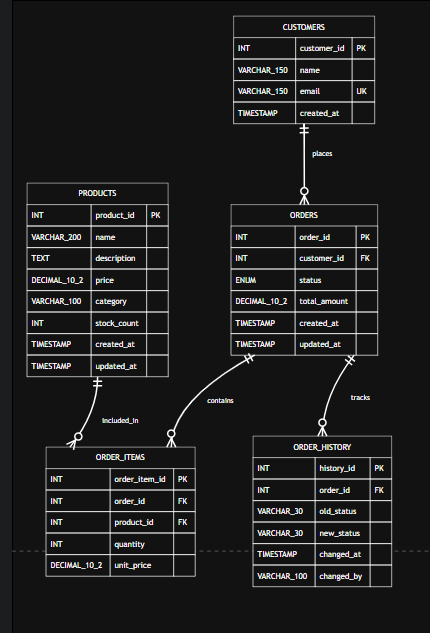 CUSTOMERS
INT customer_id PK
VARCHAR_150 name
VARCHAR_150 email UK
TIMESTAMP created_at
places
PRODUCTS
INT product_id PK
VARCHAR_200 name
TEXT description
DECIMAL_10_2 price
VARCHAR_100 category
INT stock_count
TIMESTAMP created_at
TIMESTAMP updated_at
ORDERS
INT order_id PK
INT customer_id FK
ENUM status
DECIMAL_10_2 total_amount
TIMESTAMP created_at
TIMESTAMP updated_at
included_in
contains
tracks
ORDER_ITEMS
INT order_item_id PK
INT order_id FK
INT product_id FK
INT quantity
DECIMAL_10_2 unit_price
ORDER_HISTORY
INT history_id PK
INT order_id FK
VARCHAR_30 old_status
VARCHAR_30 new_status
TIMESTAMP changed_at
VARCHAR_100 changed_by